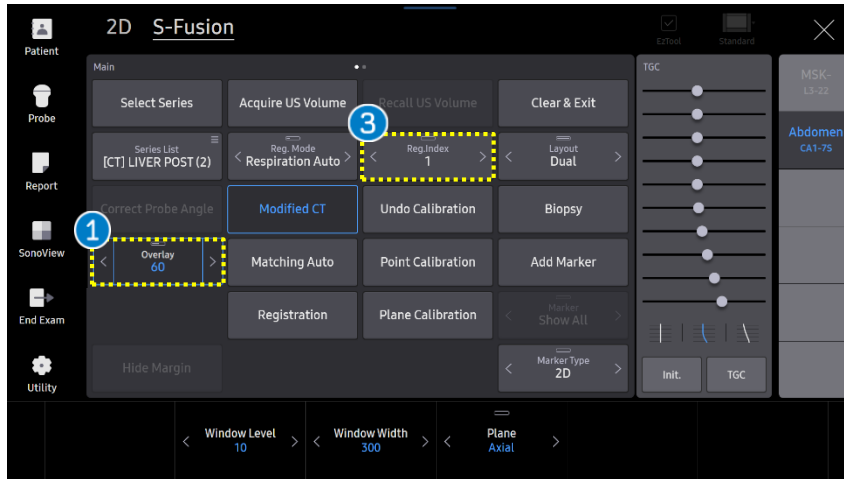 2D S-Fusion
EzTool
Standard
Patient
Probe
Report
SonoView
End Exam
Utility
Main
Select Series
Acquire US Volume
Recall US Volume
Clear & Exit
3
Series List
[CT] LIVER POST (2)
Reg. Mode
Respiration Auto
Reg.Index
1
Layout
Dual
Correct Probe Angle
Modified CT
Undo Calibration
Biopsy
1
Overlay
60
Matching Auto
Point Calibration
Add Marker
Registration
Plane Calibration
Marker
Show All
Hide Margin
Marker Type
2D
TGC
Init.
TGC
MSK-
L3-22
Abdomen
CA1-7S
Window Level
10
Window Width
300
Plane
Axial